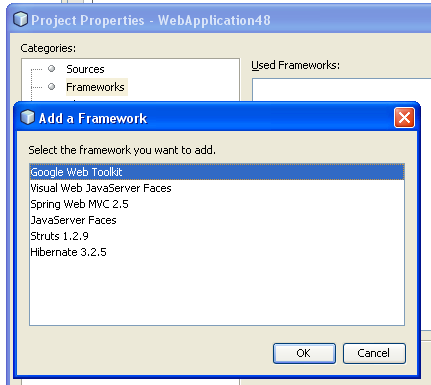 Project Properties - WebApplication48
Categories:
Sources
Frameworks
Used Frameworks:
Add a Framework
Select the framework you want to add.
Google Web Toolkit
Visual Web JavaServer Faces
Spring Web MVC 2.5
JavaServer Faces
Struts 1.2.9
Hibernate 3.2.5
OK
Cancel